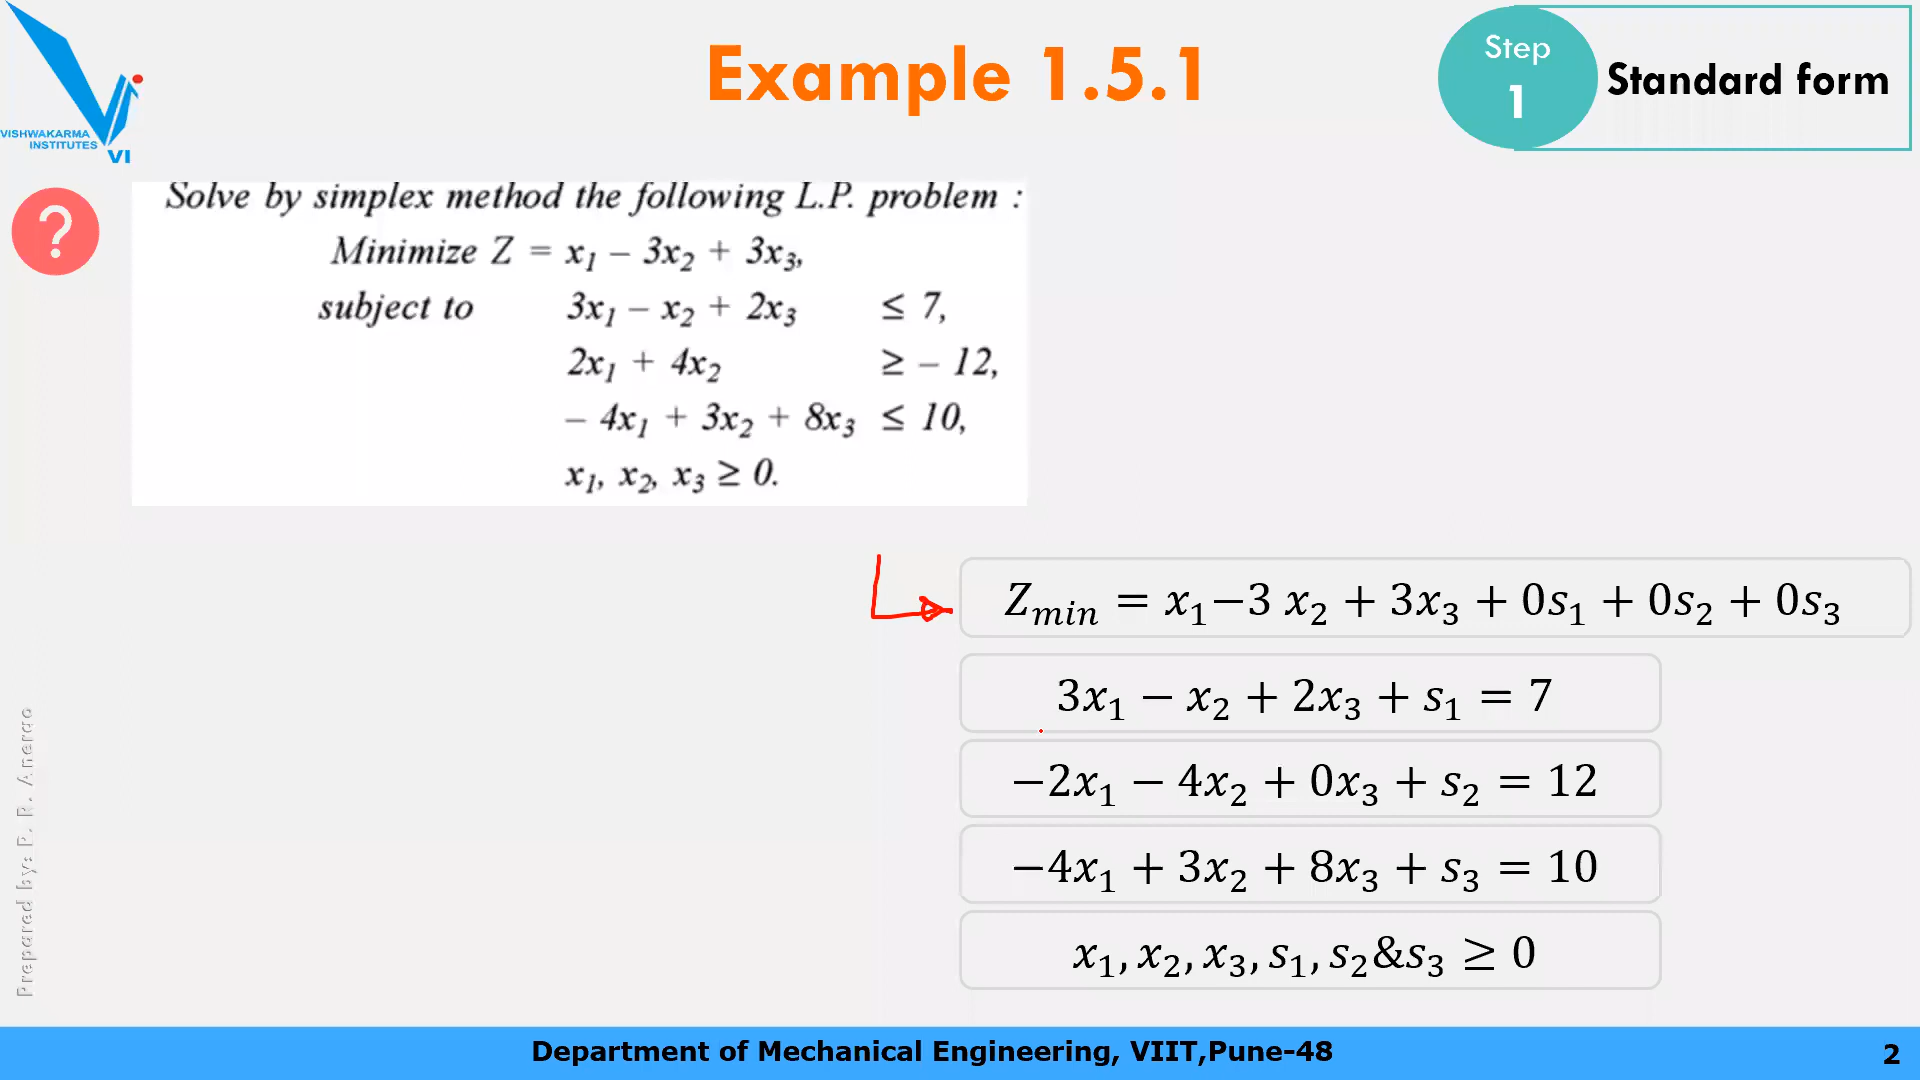 VISHWAKARMA
INSTITUTES
VI
Example 1.5.1
Step
1
Standard form
?
Solve by simplex method the following L.P. problem :
Minimize Z = x₁ – 3x₂ + 3x₃,
subject to 3x₁ – x₂ + 2x₃ ≤ 7,
2x₁ + 4x₂ ≥ – 12,
– 4x₁ + 3x₂ + 8x₃ ≤ 10,
x₁, x₂, x₃ ≥ 0.
Zₘᵢₙ = x₁−3 x₂ + 3x₃ + 0s₁ + 0s₂ + 0s₃
3x₁ − x₂ + 2x₃ + s₁ = 7
−2x₁ − 4x₂ + 0x₃ + s₂ = 12
−4x₁ + 3x₂ + 8x₃ + s₃ = 10
x₁, x₂, x₃, s₁, s₂&s₃ ≥ 0
Prepared by: P. R. Anerao
Department of Mechanical Engineering, VIIT,Pune-48
2